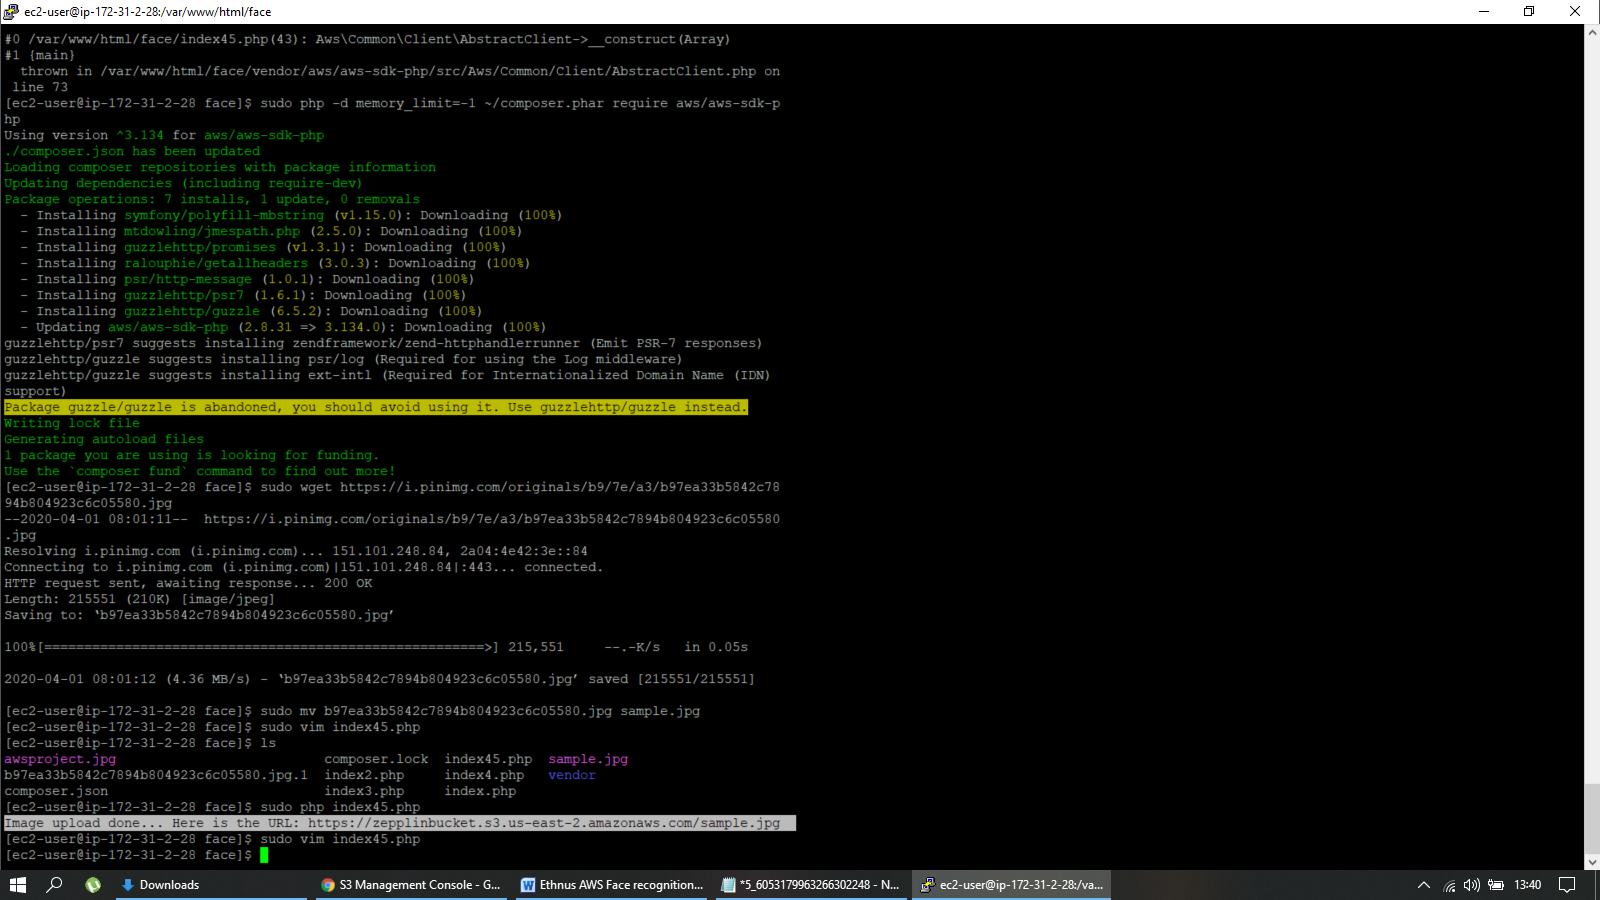 ec2-user@ip-172-31-2-28:/var/www/html/face
#0 /var/www/html/face/index45.php(43): Aws\Common\Client\AbstractClient->__construct(Array)
#1 {main}
  thrown in /var/www/html/face/vendor/aws/aws-sdk-php/src/Aws/Common/Client/AbstractClient.php on
 line 73
[ec2-user@ip-172-31-2-28 face]$ sudo php -d memory_limit=-1 ~/composer.phar require aws/aws-sdk-p
hp
Using version ^3.134 for aws/aws-sdk-php
./composer.json has been updated
Loading composer repositories with package information
Updating dependencies (including require-dev)
Package operations: 7 installs, 1 update, 0 removals
  - Installing symfony/polyfill-mbstring (v1.15.0): Downloading (100%)
  - Installing mtdowling/jmespath.php (2.5.0): Downloading (100%)
  - Installing guzzlehttp/promises (v1.3.1): Downloading (100%)
  - Installing ralouphie/getallheaders (3.0.3): Downloading (100%)
  - Installing psr/http-message (1.0.1): Downloading (100%)
  - Installing guzzlehttp/psr7 (1.6.1): Downloading (100%)
  - Installing guzzlehttp/guzzle (6.5.2): Downloading (100%)
  - Updating aws/aws-sdk-php (2.8.31 => 3.134.0): Downloading (100%)
guzzlehttp/psr7 suggests installing zendframework/zend-httphandlerrunner (Emit PSR-7 responses)
guzzlehttp/guzzle suggests installing psr/log (Required for using the Log middleware)
guzzlehttp/guzzle suggests installing ext-intl (Required for Internationalized Domain Name (IDN)
support)
Package guzzle/guzzle is abandoned, you should avoid using it. Use guzzlehttp/guzzle instead.
Writing lock file
Generating autoload files
1 package you are using is looking for funding.
Use the `composer fund` command to find out more!
[ec2-user@ip-172-31-2-28 face]$ sudo wget https://i.pinimg.com/originals/b9/7e/a3/b97ea33b5842c78
94b804923c6c05580.jpg
--2020-04-01 08:01:11--  https://i.pinimg.com/originals/b9/7e/a3/b97ea33b5842c7894b804923c6c05580
.jpg
Resolving i.pinimg.com (i.pinimg.com)... 151.101.248.84, 2a04:4e42:3e::84
Connecting to i.pinimg.com (i.pinimg.com)|151.101.248.84|:443... connected.
HTTP request sent, awaiting response... 200 OK
Length: 215551 (210K) [image/jpeg]
Saving to: ‘b97ea33b5842c7894b804923c6c05580.jpg’
100%[=======================================================>] 215,551     --.-K/s   in 0.05s
2020-04-01 08:01:12 (4.36 MB/s) - ‘b97ea33b5842c7894b804923c6c05580.jpg’ saved [215551/215551]
[ec2-user@ip-172-31-2-28 face]$ sudo mv b97ea33b5842c7894b804923c6c05580.jpg sample.jpg
[ec2-user@ip-172-31-2-28 face]$ sudo vim index45.php
[ec2-user@ip-172-31-2-28 face]$ ls
awsproject.jpg                          composer.lock  index45.php  sample.jpg
b97ea33b5842c7894b804923c6c05580.jpg.1  index2.php     index4.php   vendor
composer.json                           index3.php     index.php
[ec2-user@ip-172-31-2-28 face]$ sudo php index45.php
Image upload done... Here is the URL: https://zepplinbucket.s3.us-east-2.amazonaws.com/sample.jpg
[ec2-user@ip-172-31-2-28 face]$ sudo vim index45.php
[ec2-user@ip-172-31-2-28 face]$
Downloads
S3 Management Console - G...
Ethnus AWS Face recognition...
*5_6053179963266302248 - N...
ec2-user@ip-172-31-2-28:/va...
13:40